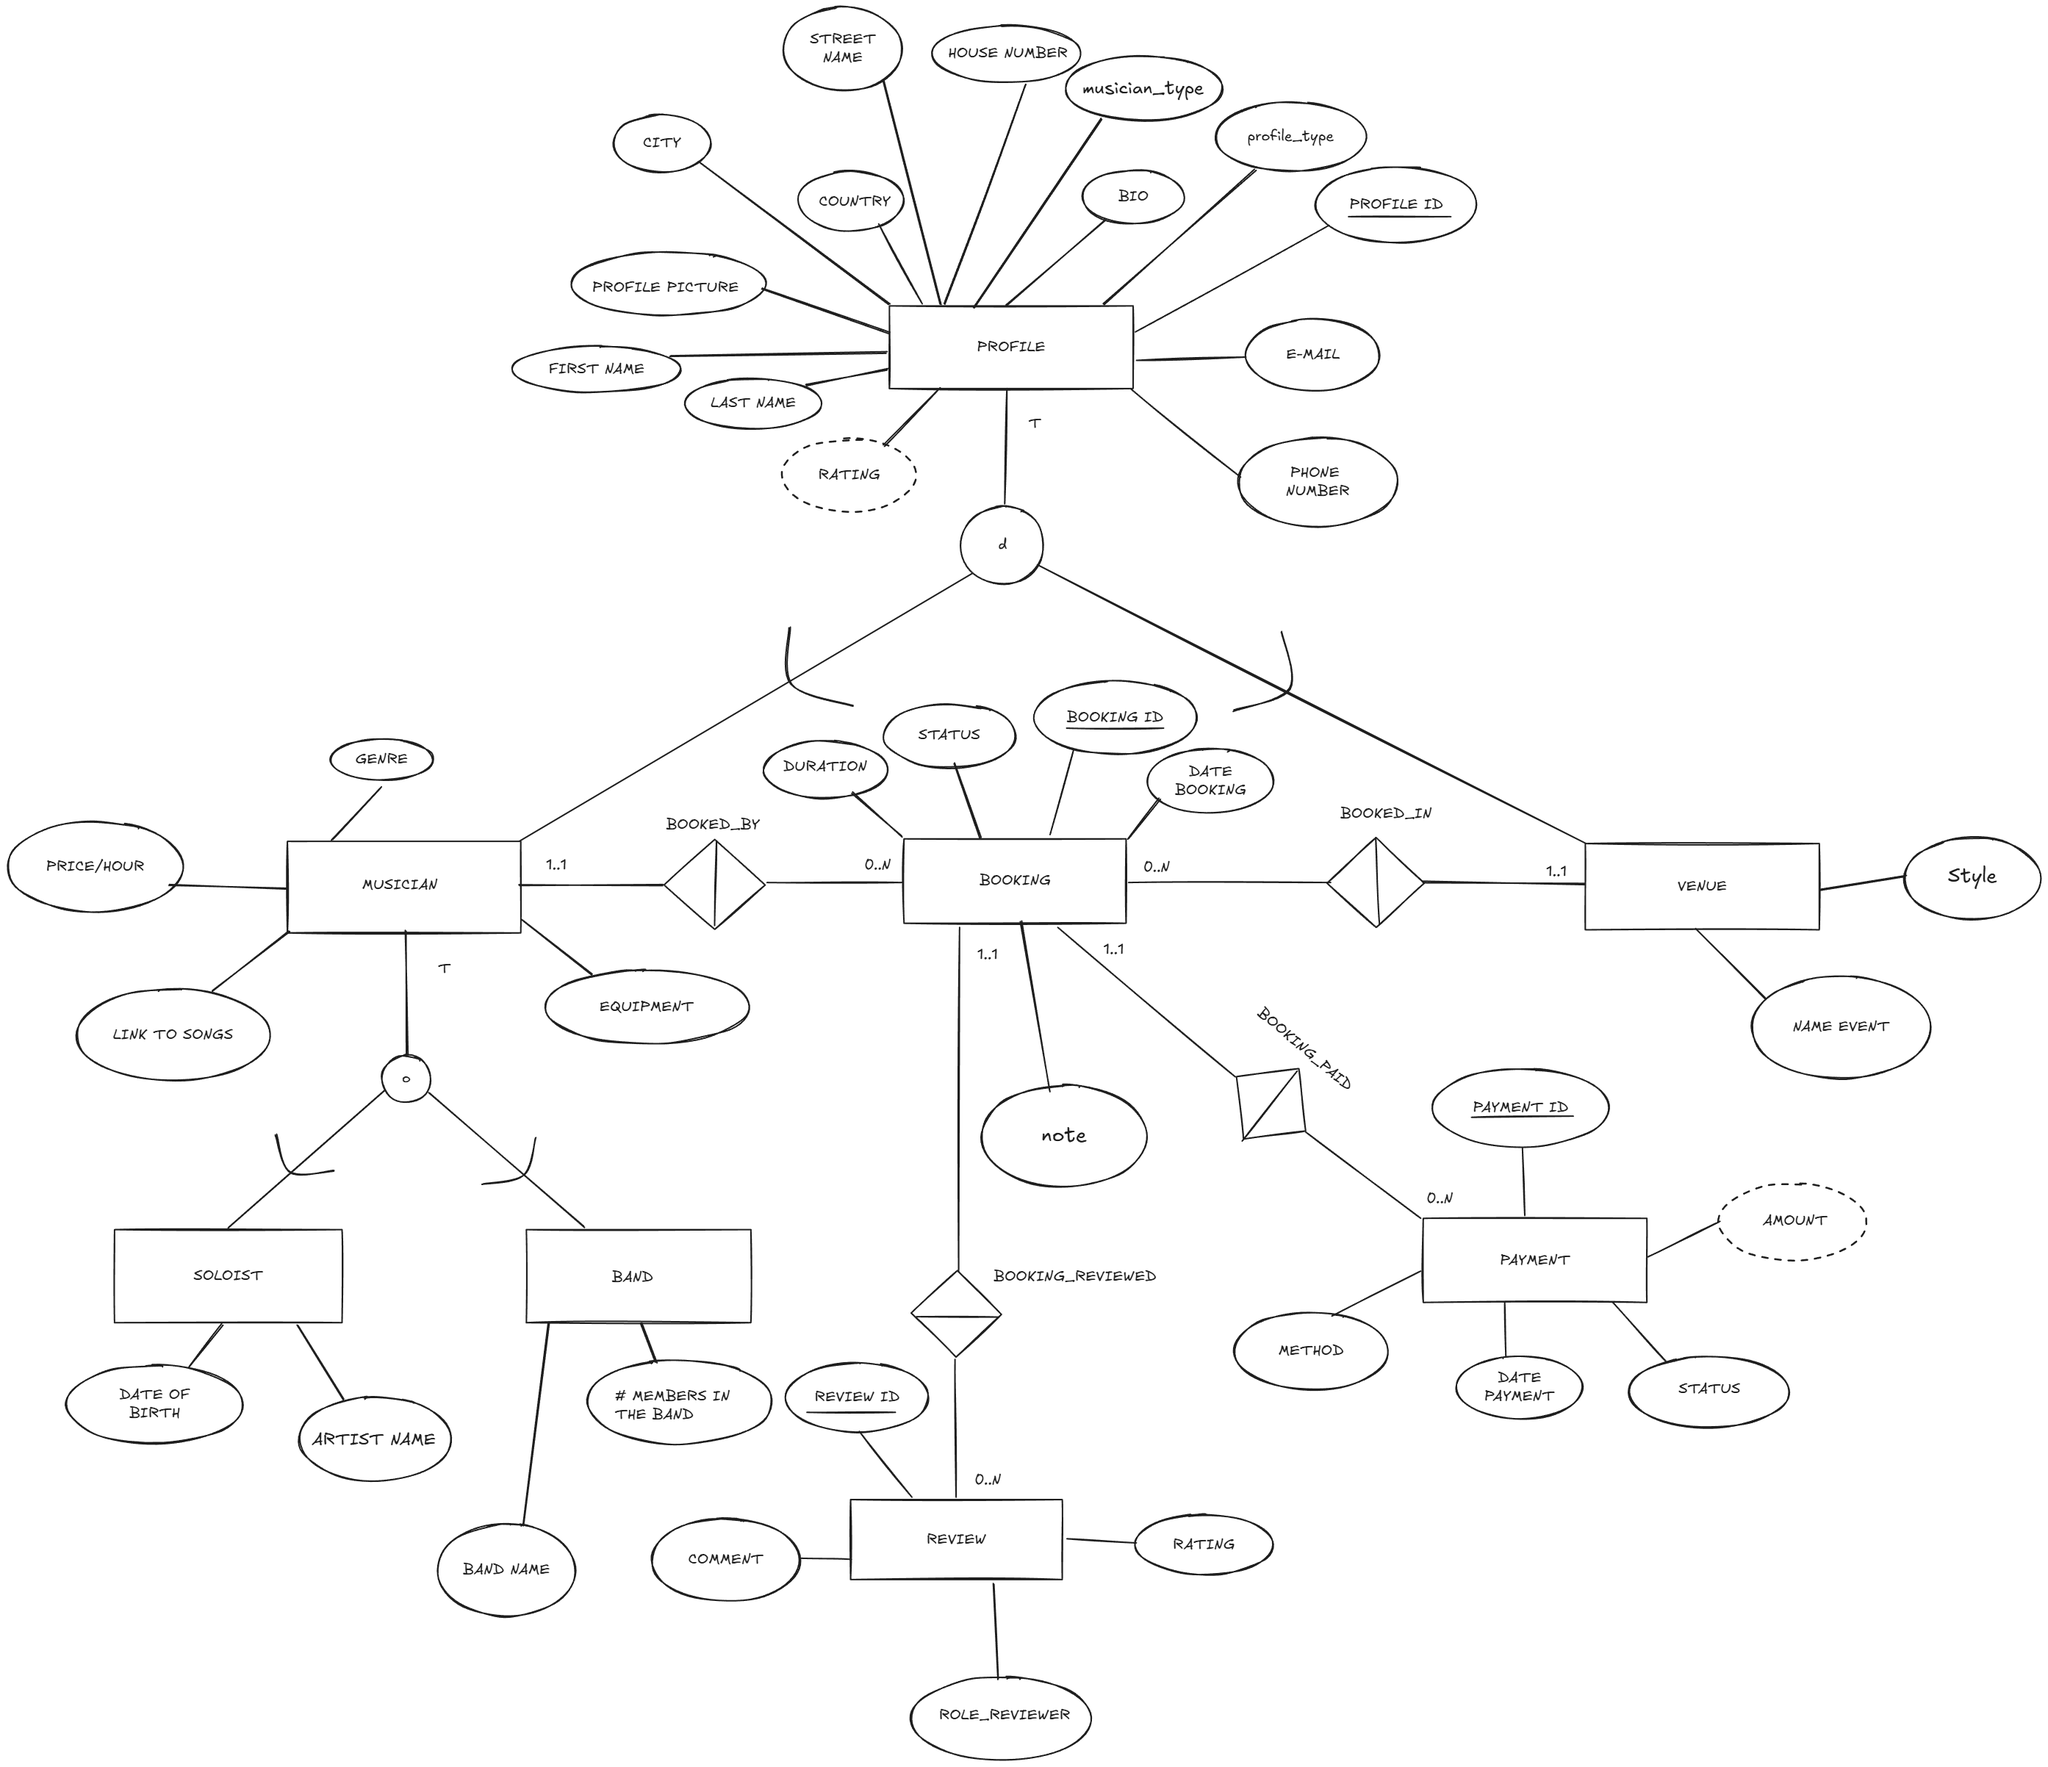 STREET
NAME
HOUSE NUMBER
musician_type
profile_type
CITY
COUNTRY
BIO
PROFILE ID
PROFILE PICTURE
PROFILE
E-MAIL
FIRST NAME
LAST NAME
T
RATING
PHONE
NUMBER
d
BOOKING ID
STATUS
GENRE
DURATION
DATE
BOOKING
BOOKED_BY
BOOKED_IN
PRICE/HOUR
MUSICIAN
1..1
0..N
BOOKING
0..N
1..1
VENUE
Style
T
1..1
1..1
LINK TO SONGS
EQUIPMENT
NAME EVENT
BOOKING_PAID
O
note
PAYMENT ID
0..N
AMOUNT
SOLOIST
BAND
BOOKING_REVIEWED
PAYMENT
METHOD
DATE
PAYMENT
STATUS
DATE OF
BIRTH
ARTIST NAME
# MEMBERS IN
THE BAND
REVIEW ID
0..N
BAND NAME
COMMENT
REVIEW
RATING
ROLE_REVIEWER